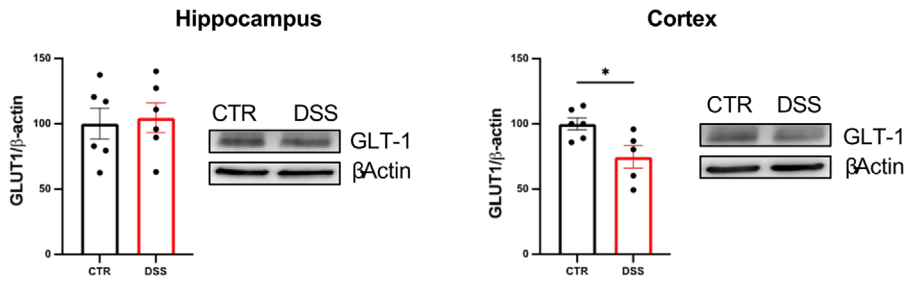 Hippocampus
GLUT1/β-actin
150
100
50
0
CTR
DSS
CTR DSS
GLT-1
βActin
Cortex
GLUT1/β-actin
150
100
50
0
*
CTR
DSS
CTR DSS
GLT-1
βActin